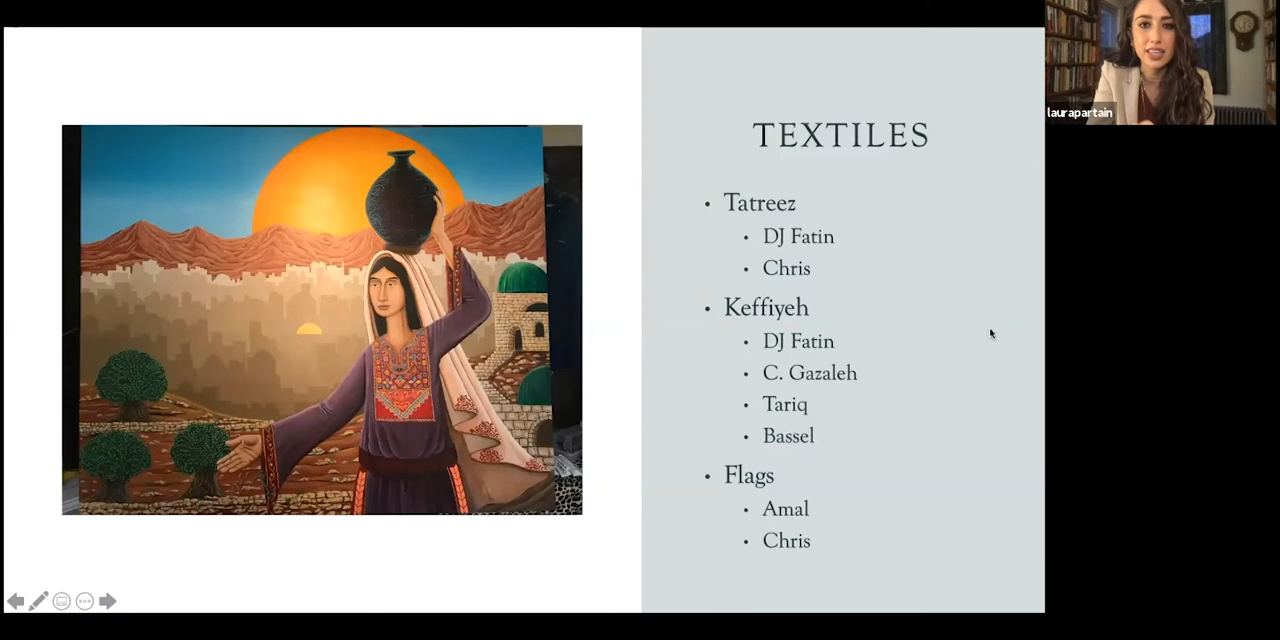 TEXTILES
• Tatreez
• DJ Fatin
• Chris
• Keffiyeh
• DJ Fatin
• C. Gazaleh
• Tariq
• Bassel
• Flags
• Amal
• Chris
laurapartain